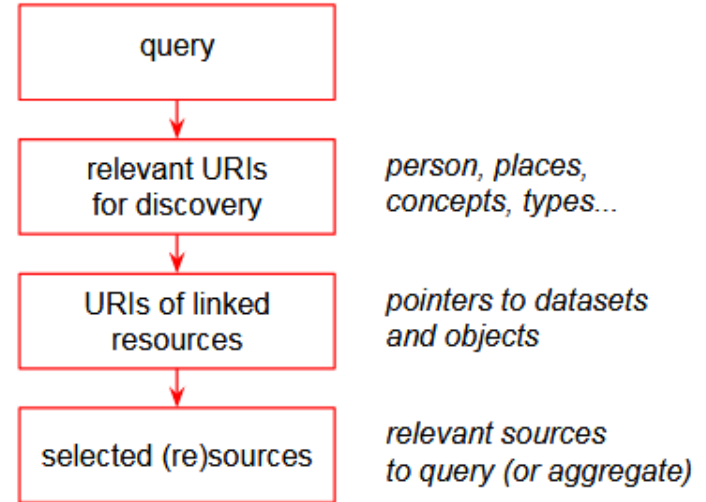 query
relevant URIs
for discovery
person, places,
concepts, types...
URIs of linked
resources
pointers to datasets
and objects
selected (re)sources
relevant sources
to query (or aggregate)